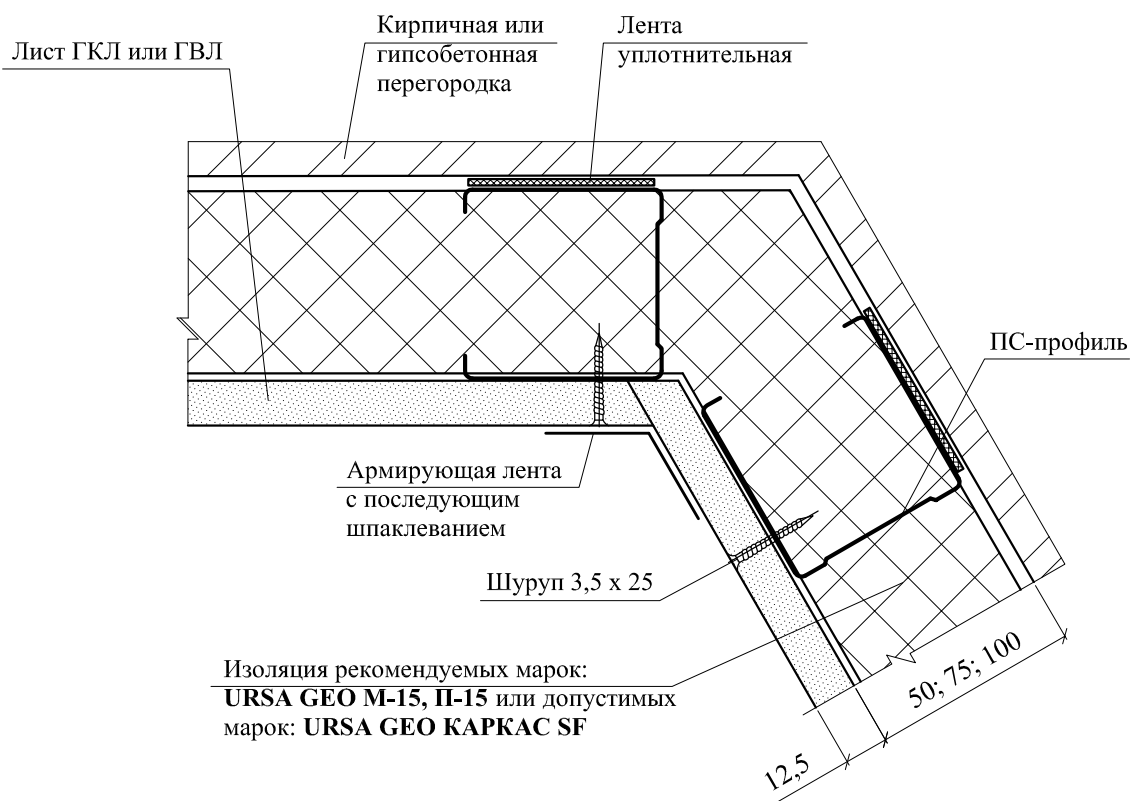 Лист ГКЛ или ГВЛ
Кирпичная или
гипсобетонная
перегородка
Лента
уплотнительная
ПС-профиль
Армирующая лента
с последующим
шпаклеванием
Шуруп 3,5 х 25
Изоляция рекомендуемых марок:
URSA GEO М-15, П-15 или допустимых
марок: URSA GEO КАРКАС SF
50; 75; 100
12,5